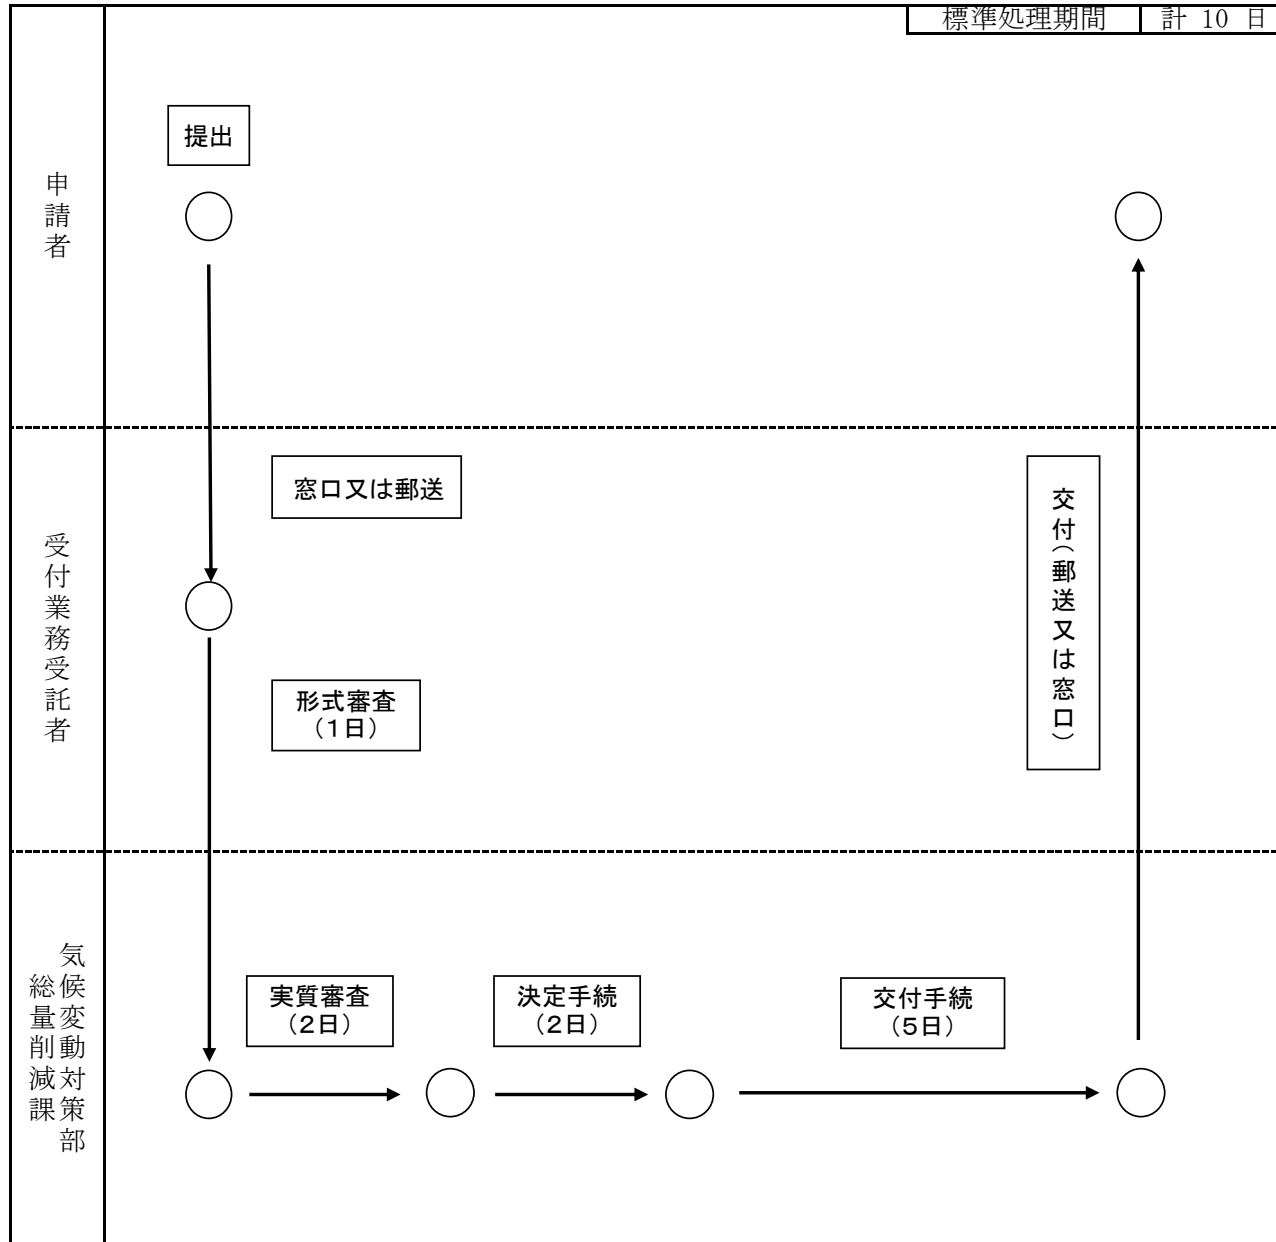 標準処理期間 計 10 日
提出
申請者
窓口又は郵送
交付（郵送又は窓口）
受付業務受託者
形式審査
（1日）
気候変動対策部
総量削減課
実質審査
（2日）
決定手続
（2日）
交付手続
（5日）